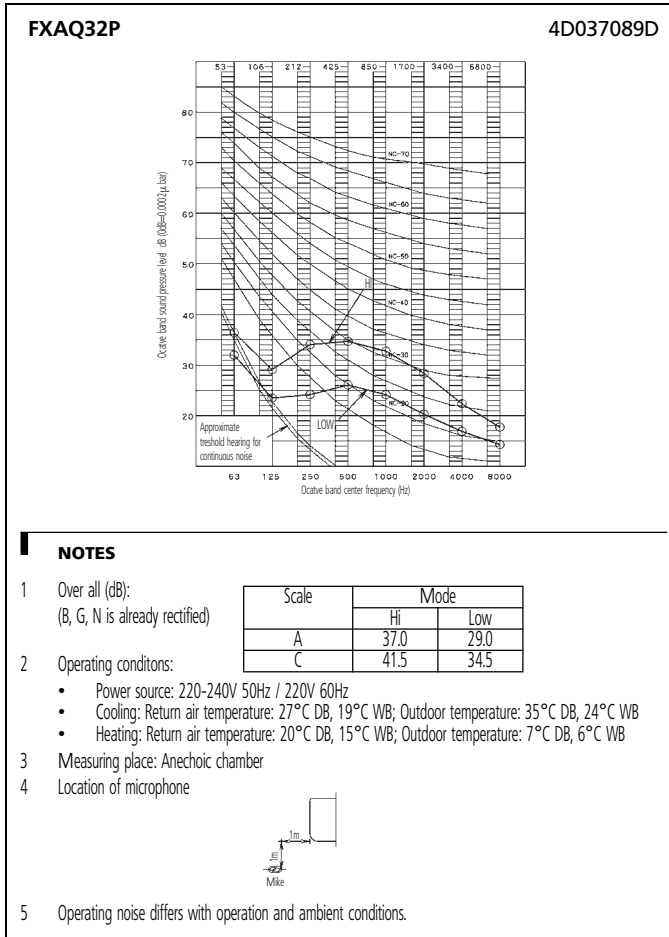 FXAQ32P 4D037089D
53 106 212 425 850 1700 3400 6800
80
70
60
50
40
30
20
Ocatve band sound pressure level dB (0dB=0.0002μ bar)
NC-70
NC-60
NC-50
NC-40
NC-30
NC-20
HI
LOW
Approximate
treshold hearing for
continuous noise
63 125 250 500 1000 2000 4000 8000
Ocatve band center frequency (Hz)
NOTES
1 Over all (dB):
(B, G, N is already rectified)
Scale Mode
Hi Low
A 37.0 29.0
C 41.5 34.5
2 Operating conditons:
• Power source: 220-240V 50Hz / 220V 60Hz
• Cooling: Return air temperature: 27°C DB, 19°C WB; Outdoor temperature: 35°C DB, 24°C WB
• Heating: Return air temperature: 20°C DB, 15°C WB; Outdoor temperature: 7°C DB, 6°C WB
3 Measuring place: Anechoic chamber
4 Location of microphone
1m
1m
Mike
5 Operating noise differs with operation and ambient conditions.